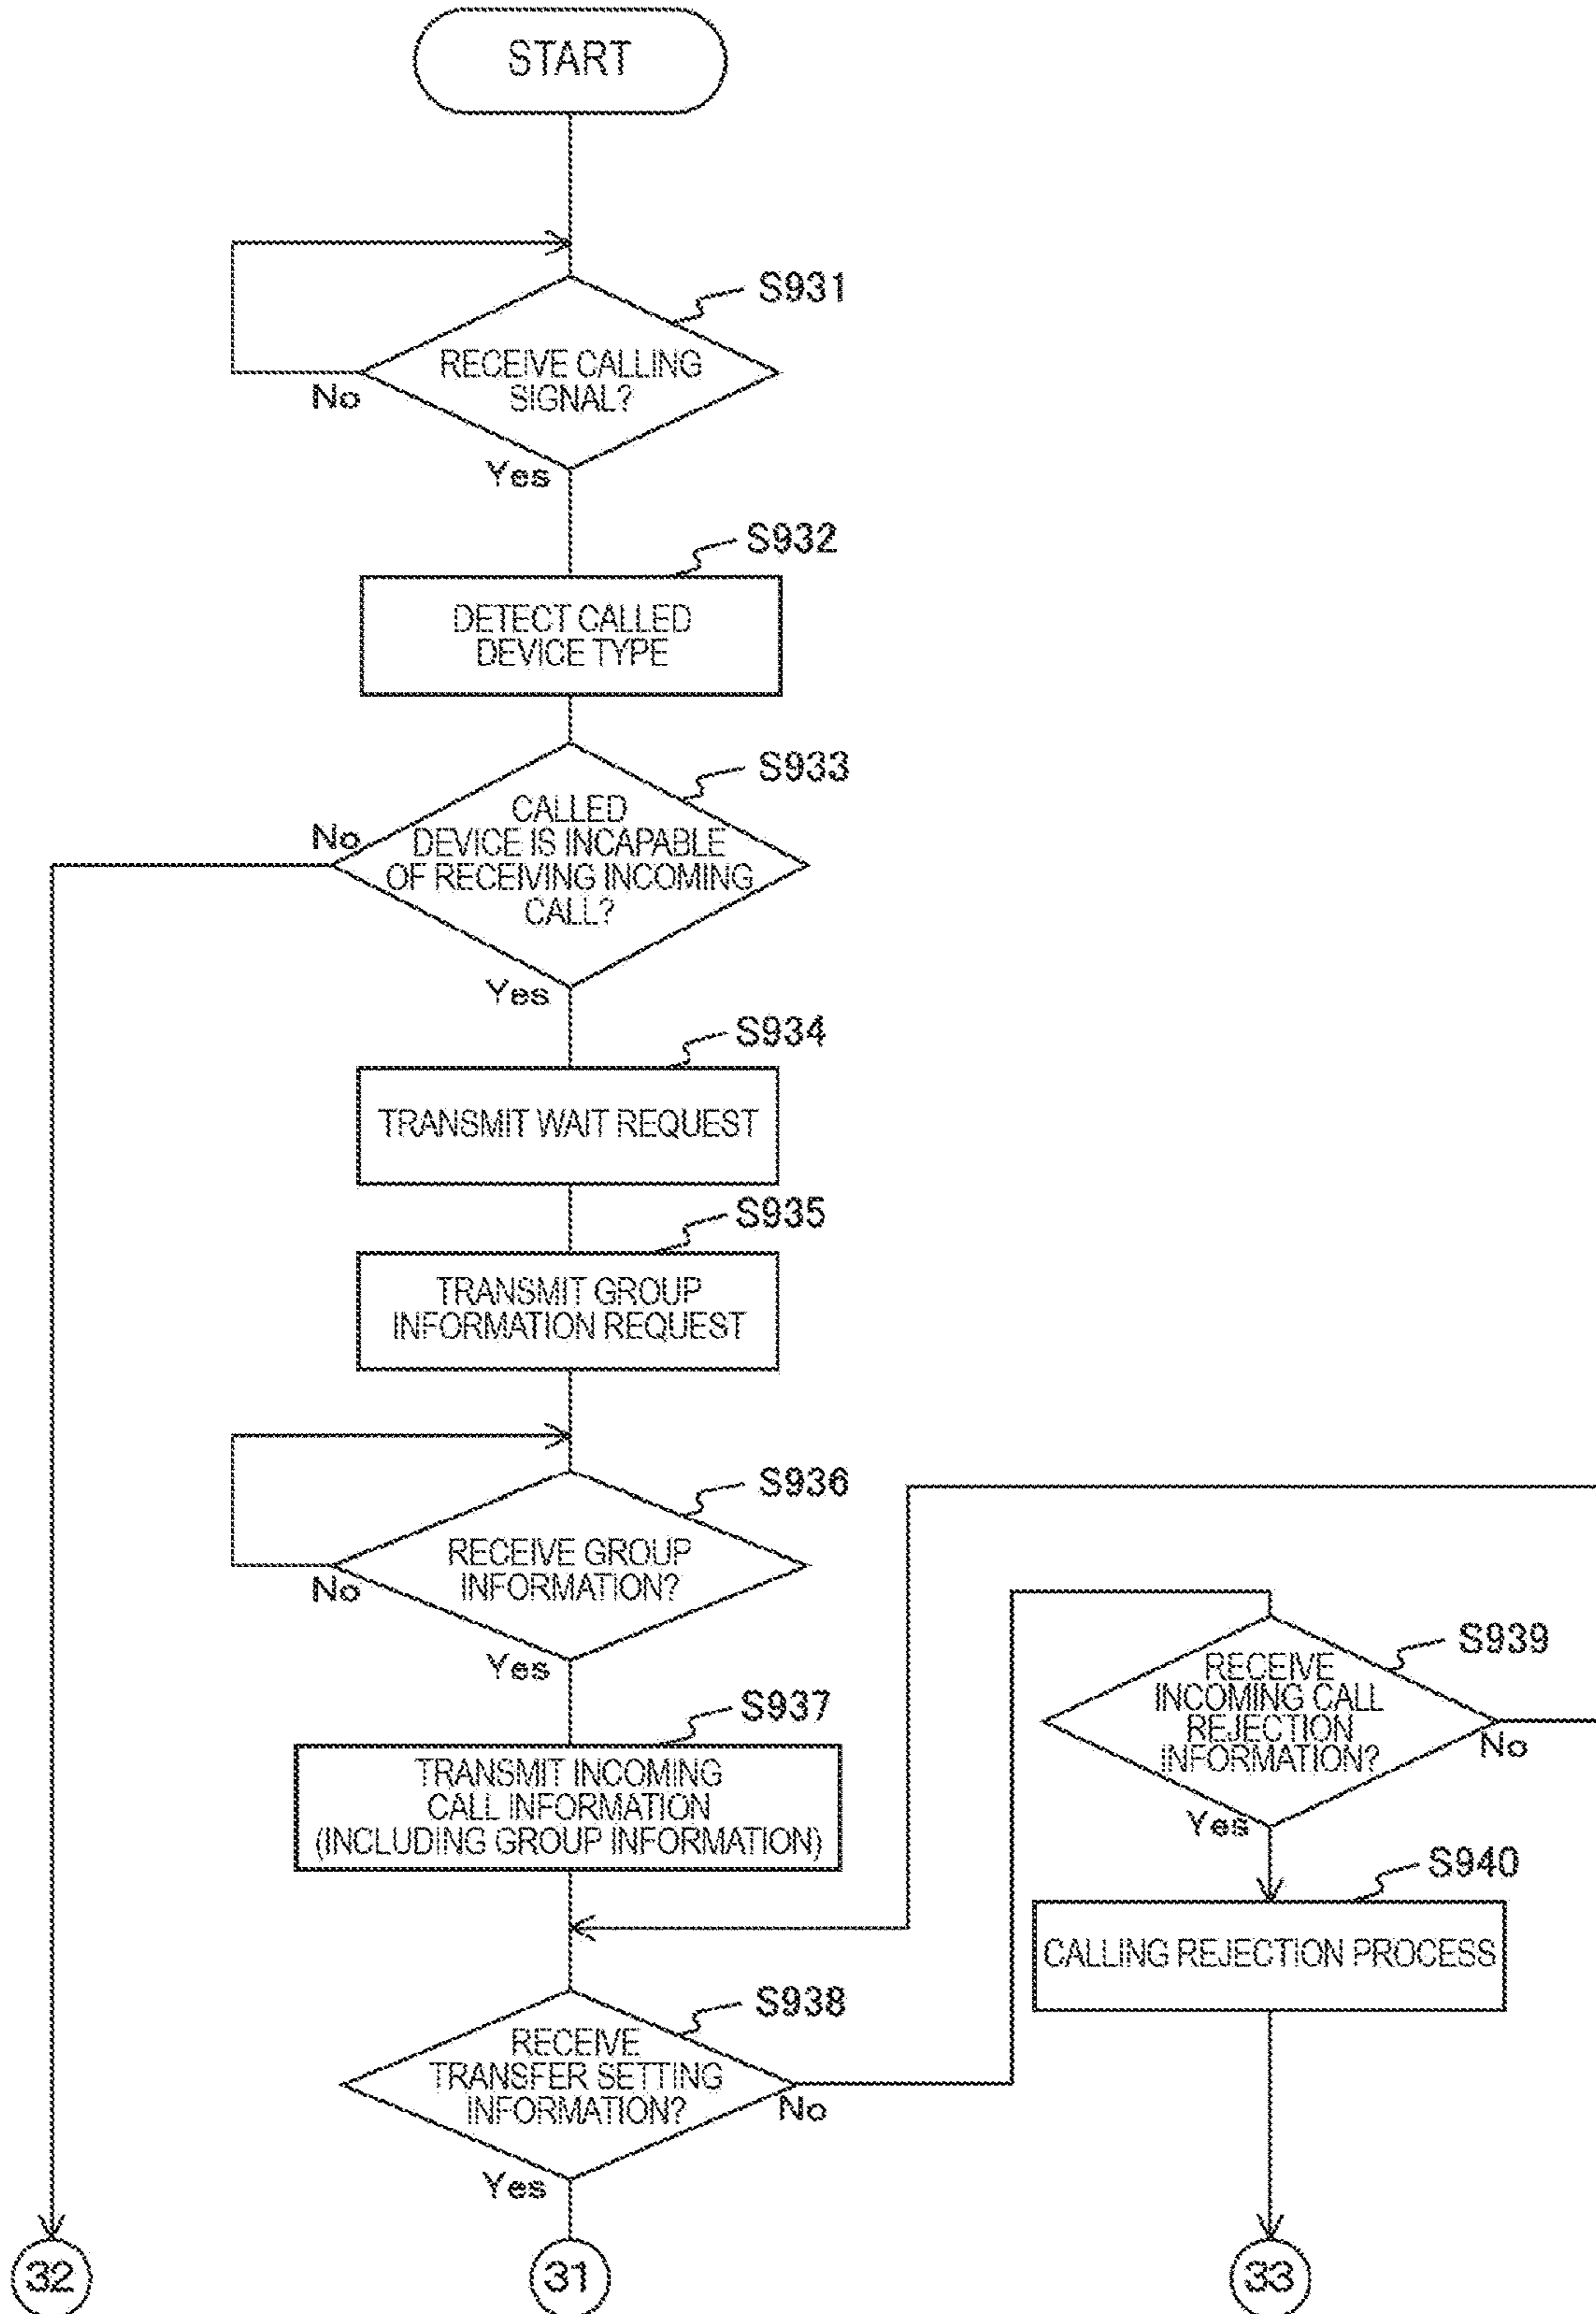 START
S931
RECEIVE CALLING
SIGNAL?
No
Yes
S932
DETECT CALLED
DEVICE TYPE
S933
CALLED
DEVICE IS INCAPABLE
OF RECEIVING INCOMING
CALL?
No
Yes
S934
TRANSMIT WAIT REQUEST
S935
TRANSMIT GROUP
INFORMATION REQUEST
S936
RECEIVE GROUP
INFORMATION?
No
Yes
S937
TRANSMIT INCOMING
CALL INFORMATION
(INCLUDING GROUP INFORMATION)
S938
RECEIVE
TRANSFER SETTING
INFORMATION?
No
Yes
S939
RECEIVE
INCOMING CALL
REJECTION
INFORMATION?
No
Yes
S940
CALLING REJECTION PROCESS
32
31
33